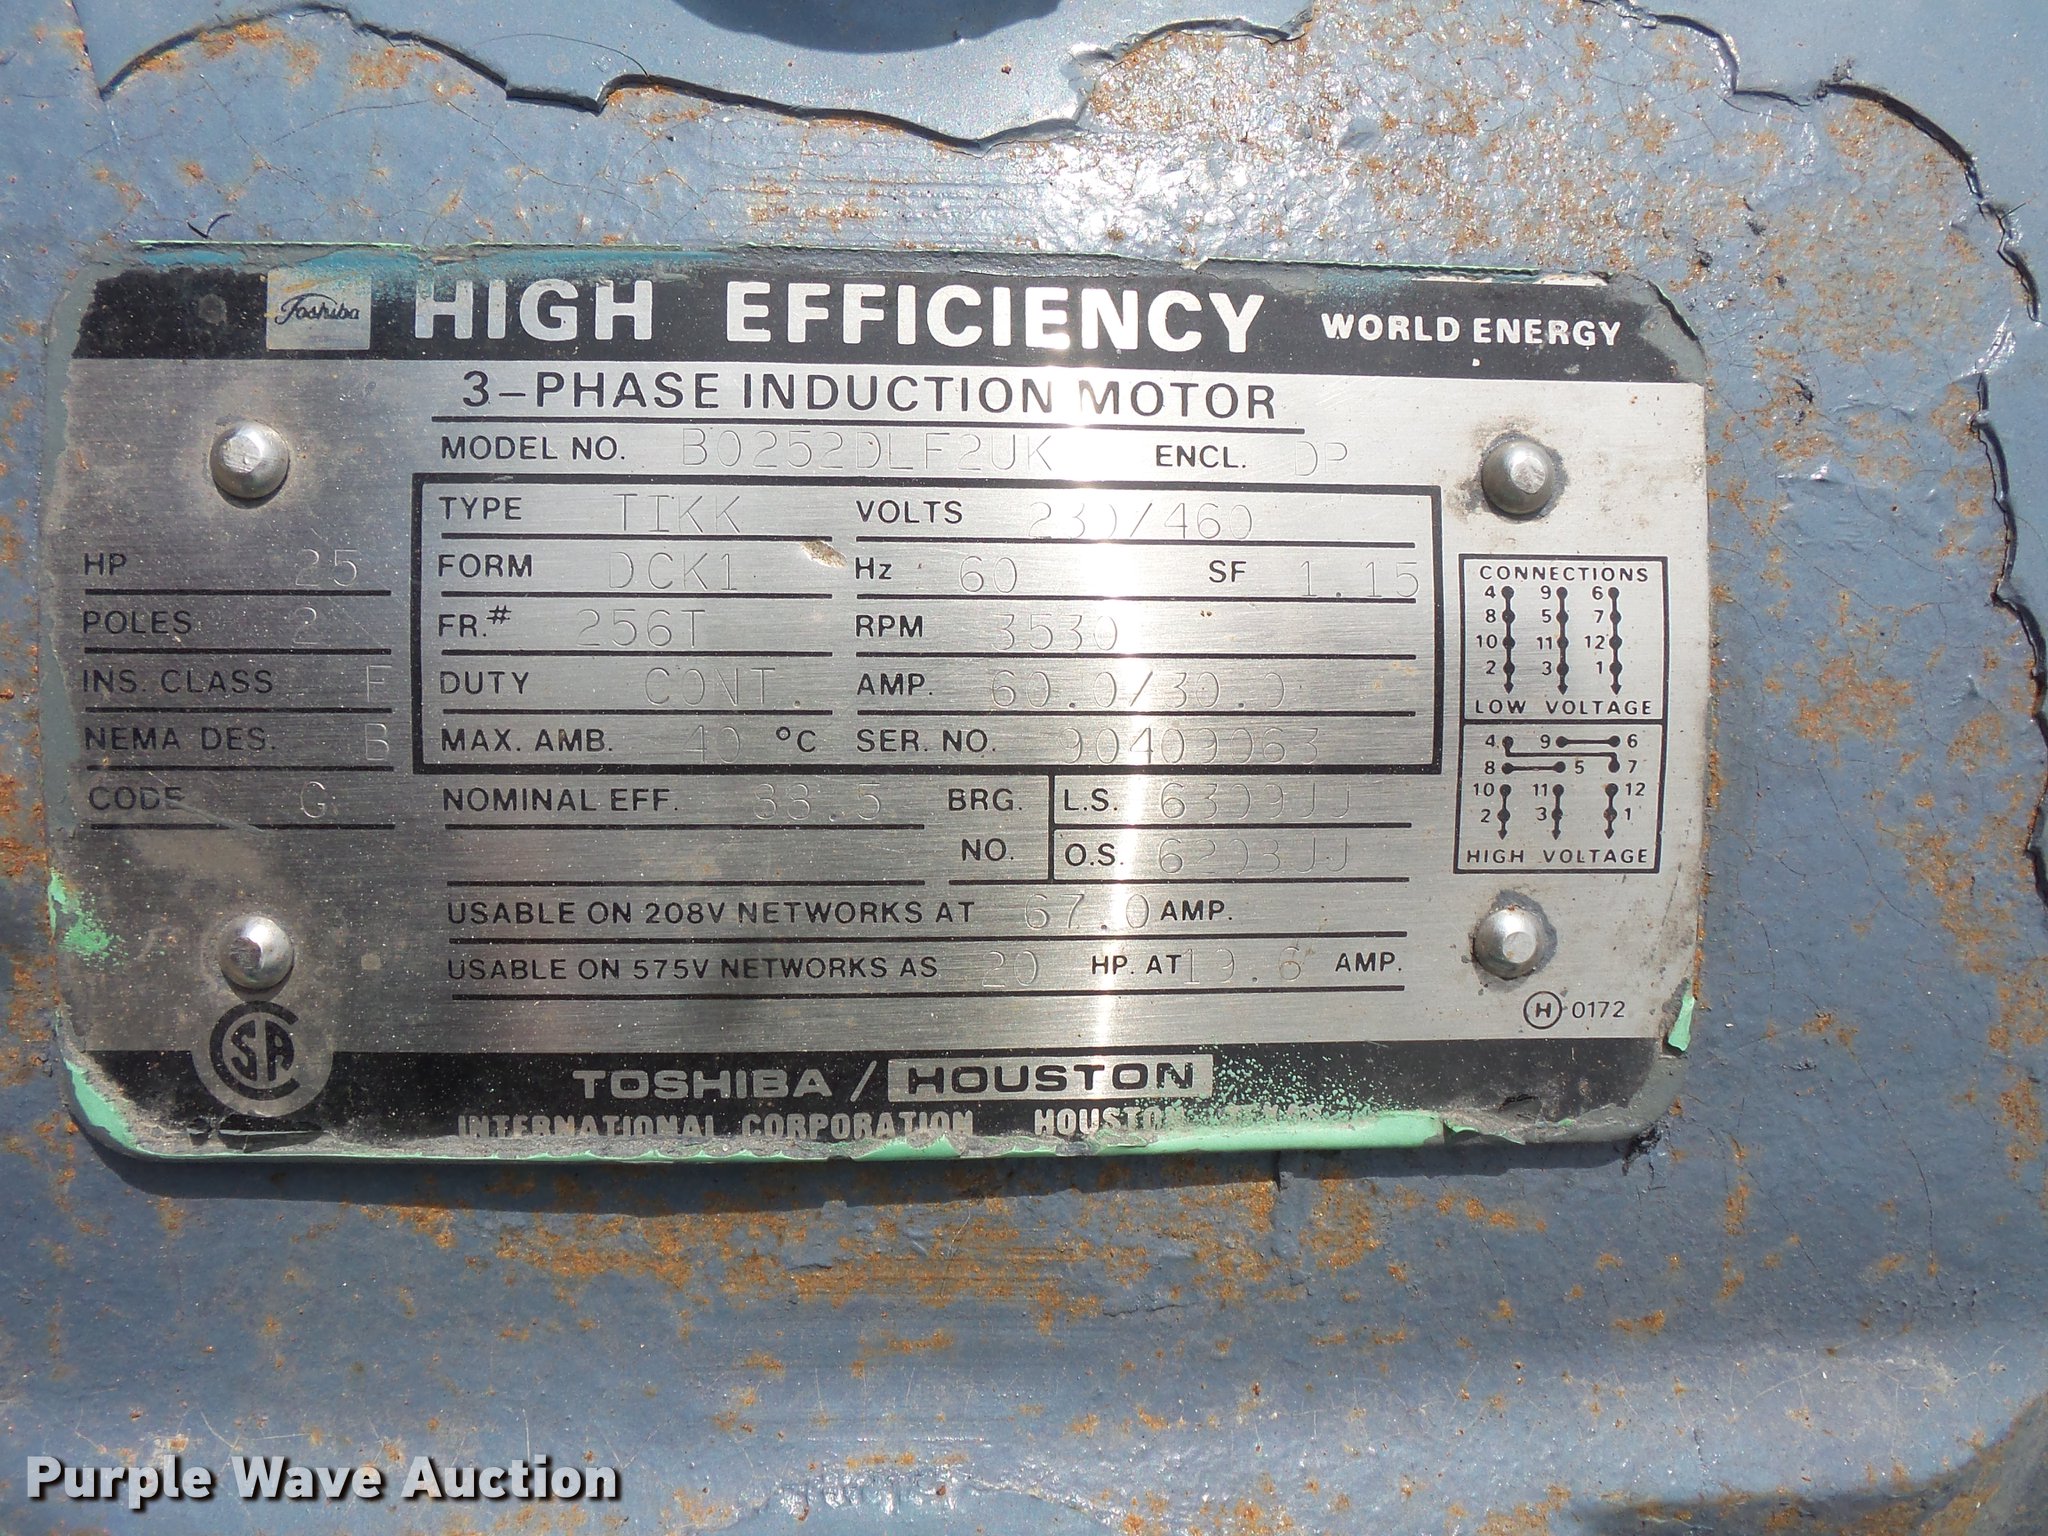 Toshiba HIGH EFFICIENCY WORLD ENERGY
3-PHASE INDUCTION MOTOR
MODEL NO. B0252DLF2UK ENCL. DP
HP 25
POLES 2
INS. CLASS F
NEMA DES. B
CODE G
TYPE TIKK VOLTS 230/460
FORM DCK1 Hz 60 SF 1.15
FR.# 256T RPM 3530
DUTY CONT. AMP. 60.0/30.0
MAX. AMB. 40 °C SER. NO. 90409063
NOMINAL EFF. 88.5 BRG. L.S. 6309JJ
NO. O.S. 6208JJ
USABLE ON 208V NETWORKS AT 67.0 AMP.
USABLE ON 575V NETWORKS AS 20 HP. AT 19.6 AMP.
CONNECTIONS
4 9 6
8 5 7
10 11 12
2 3 1
LOW VOLTAGE
4 9 6
8 5 7
10 11 12
2 3 1
HIGH VOLTAGE
H 0172
CSA
TOSHIBA / HOUSTON
INTERNATIONAL CORPORATION HOUSTON, TEXAS
Purple Wave Auction